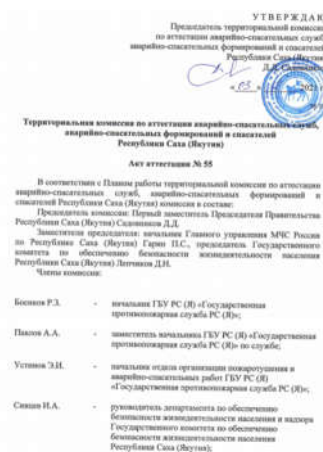 УТВЕРЖДАЮ
Председатель территориальной комиссии
по аттестации аварийно-спасательных служб,
аварийно-спасательных формирований и спасателей
Республики Саха (Якутия)
Д.Д. Садовников
« 03 » 2021 г.
Территориальная комиссия по аттестации аварийно-спасательных служб,
аварийно-спасательных формирований и спасателей
Республики Саха (Якутия)
Акт аттестации № 55
В соответствии с Планом работы территориальной комиссии по аттестации
аварийно-спасательных служб, аварийно-спасательных формирований и
спасателей Республики Саха (Якутия) комиссия в составе:
Председатель комиссии: Первый заместитель Председателя Правительства
Республики Саха (Якутия) Садовников Д.Д.
Заместители председателя: начальник Главного управления МЧС России
по Республике Саха (Якутия) Гарин П.С., председатель Государственного
комитета по обеспечению безопасности жизнедеятельности населения
Республики Саха (Якутия) Лепчиков Д.Н.
Члены комиссии:
Боенков Р.З. - начальник ГБУ РС (Я) «Государственная
противопожарная служба РС (Я)»;
Павлов А.А. - заместитель начальника ГБУ РС (Я) «Государственная
противопожарная служба РС (Я)» по службе;
Устинов Э.И. - начальник отдела организации пожаротушения и
аварийно-спасательных работ ГБУ РС (Я)
«Государственная противопожарная служба РС (Я)»;
Сивцев И.А. - руководитель департамента по обеспечению
безопасности жизнедеятельности населения и надзора
Государственного комитета по обеспечению
безопасности жизнедеятельности населения
Республики Саха (Якутия);